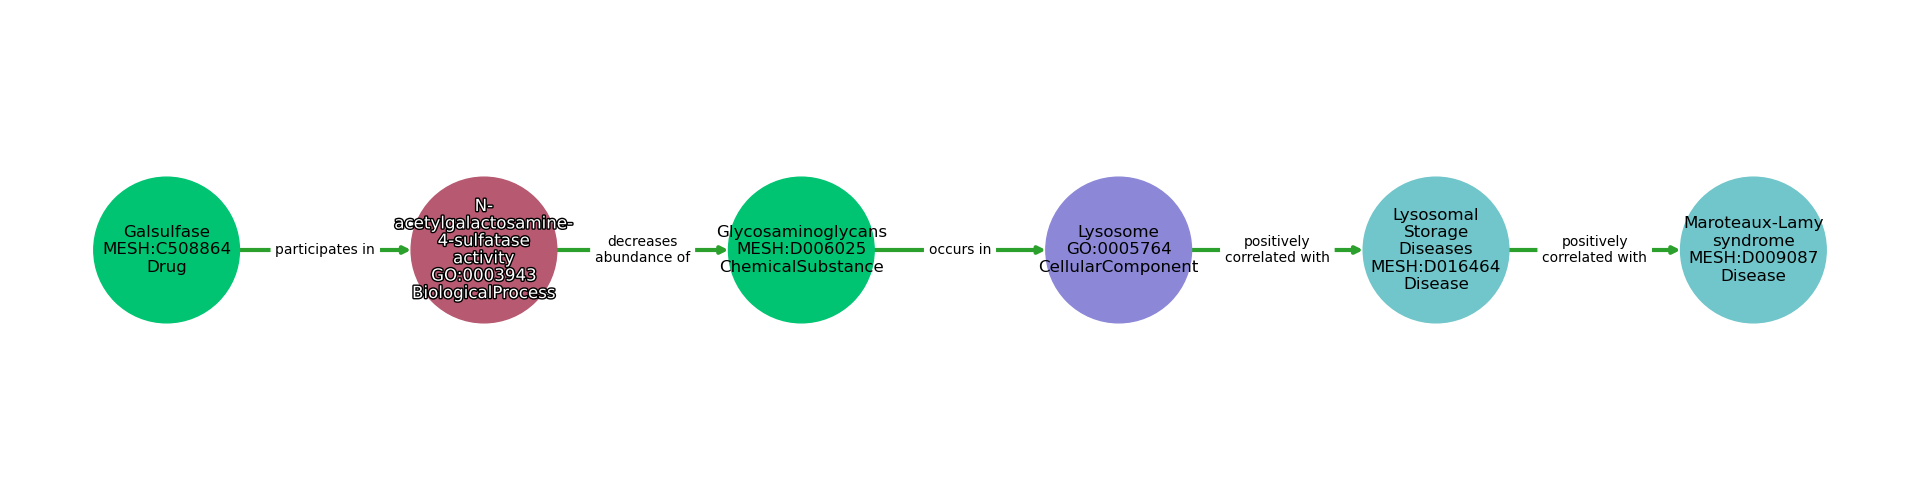 Galsulfase
MESH:C508864
Drug
participates in
N-
acetylgalactosamine-
4-sulfatase
activity
GO:0003943
BiologicalProcess
decreases
abundance of
Glycosaminoglycans
MESH:D006025
ChemicalSubstance
occurs in
Lysosome
GO:0005764
CellularComponent
positively
correlated with
Lysosomal
Storage
Diseases
MESH:D016464
Disease
positively
correlated with
Maroteaux-Lamy
syndrome
MESH:D009087
Disease